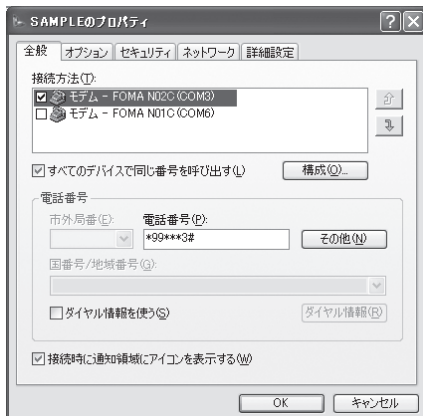 SAMPLEのプロパティ
全般 オプション セキュリティ ネットワーク 詳細設定
接続方法(T):
モデム - FOMA N02C(COM3)
モデム - FOMA N01C(COM6)
すべてのデバイスで同じ番号を呼び出す(L) 構成(O)...
電話番号
市外局番(E): 電話番号(P):
*99***3# その他(N)
国番号/地域番号(G):
ダイヤル情報を使う(S) ダイヤル情報(R)
接続時に通知領域にアイコンを表示する(W)
OK キャンセル